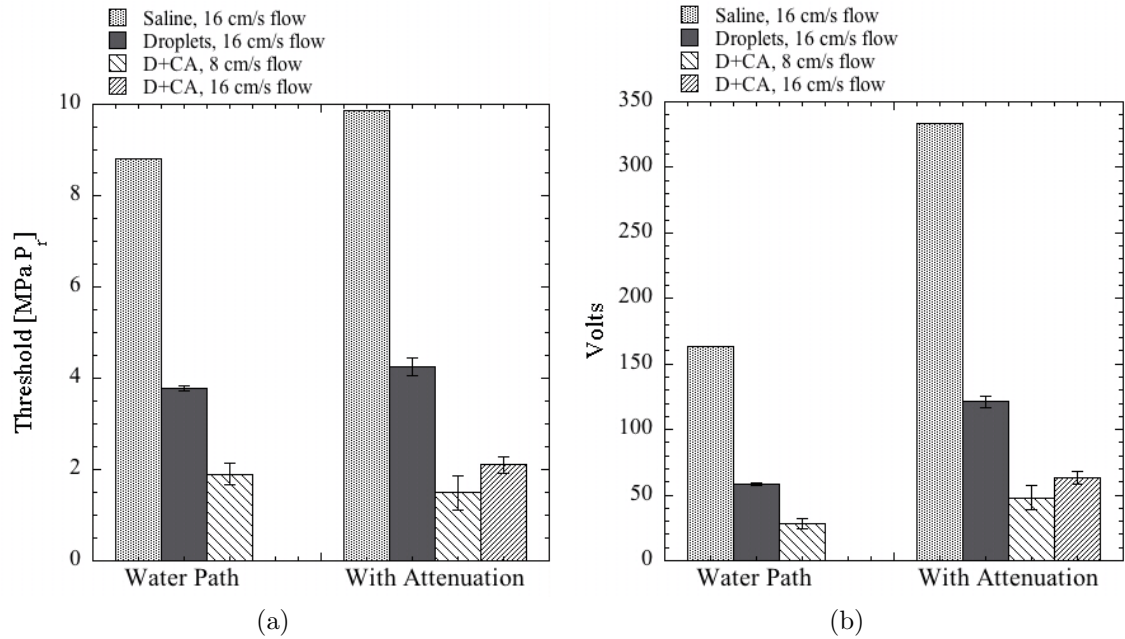 Saline, 16 cm/s flow
Droplets, 16 cm/s flow
D+CA, 8 cm/s flow
D+CA, 16 cm/s flow
Threshold [MPa P_r]
10
8
6
4
2
0
Water Path
With Attenuation
(a)
Saline, 16 cm/s flow
Droplets, 16 cm/s flow
D+CA, 8 cm/s flow
D+CA, 16 cm/s flow
Volts
350
300
250
200
150
100
50
0
Water Path
With Attenuation
(b)